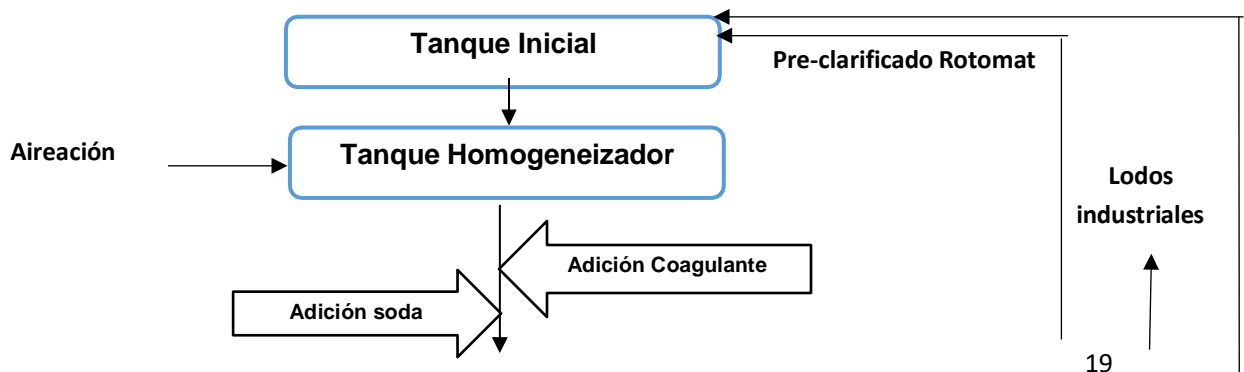 Tanque Inicial
Pre-clarificado Rotomat
Aireación
Tanque Homogeneizador
Lodos
industriales
Adición Coagulante
Adición soda
19